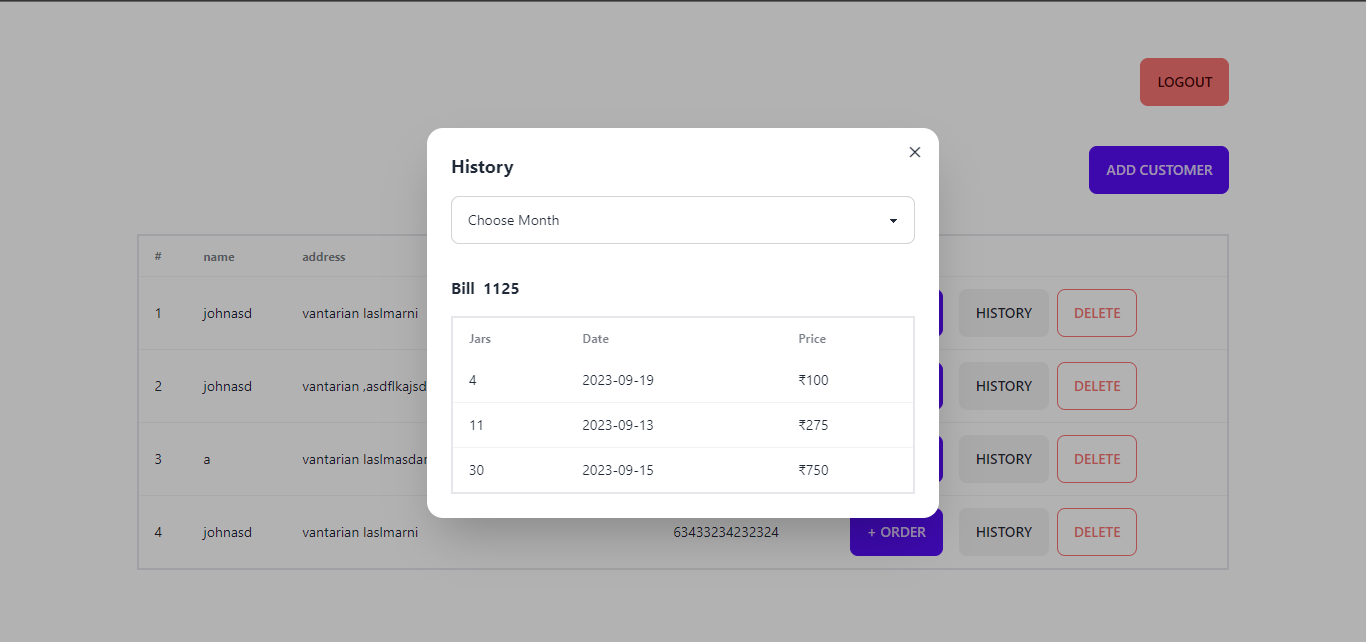 LOGOUT
ADD CUSTOMER
History
Choose Month
Bill 1125
Jars Date Price
4 2023-09-19 ₹100
11 2023-09-13 ₹275
30 2023-09-15 ₹750
# name address
1 johnasd vantarian laslmarni HISTORY DELETE
2 johnasd vantarian ,asdflkajsd HISTORY DELETE
3 a vantarian laslmasdar HISTORY DELETE
4 johnasd vantarian laslmarni 63433234232324 + ORDER HISTORY DELETE